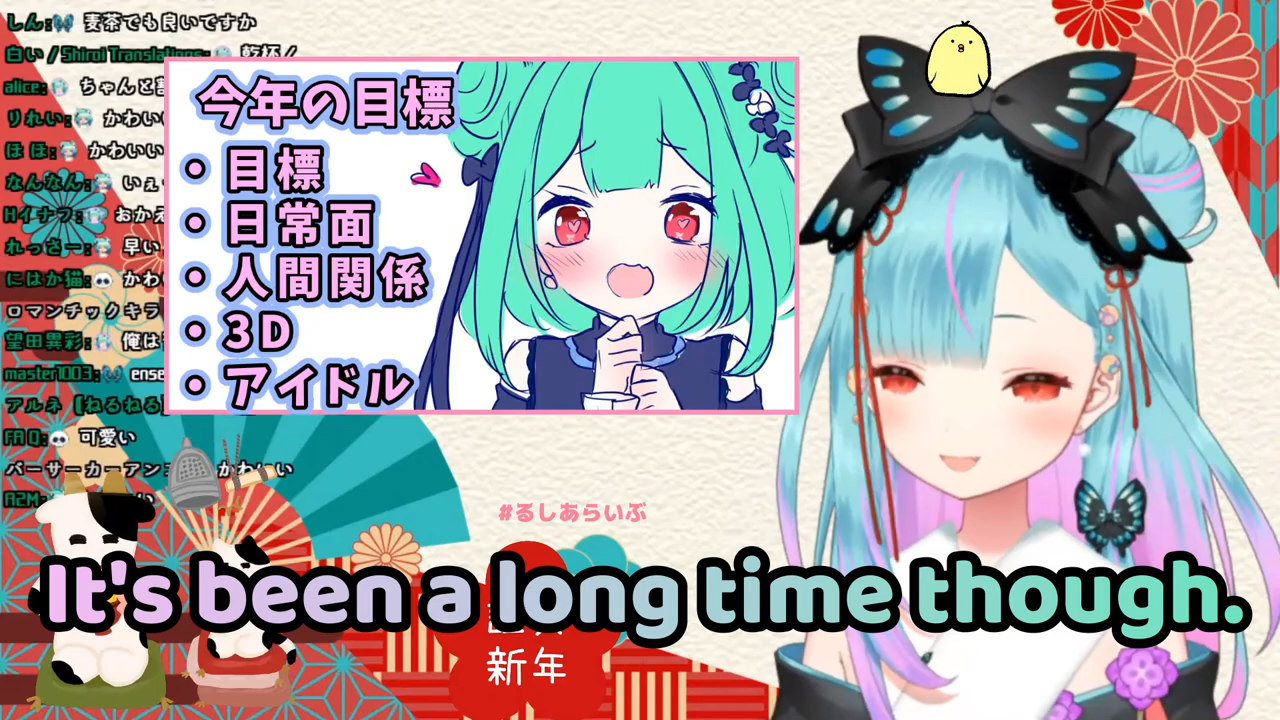 しん: 麦茶でも良いですか
白い / Shiroi Translations: 乾杯
alice: ちゃんと
りれい: かわい
ほ ほ: かわいい
なんなん: いぇ
Hイナフ: おかえ
れっさー: 早い
にはか猫: かわ
ロマンチックキラ
望田異彩: 俺は
master1003: ense
アルネ【ねるねる
FAQ: 可愛い
バーサーカーアン かわいい
A2M: い
今年の目標
・目標
・日常面
・人間関係
・3D
・アイドル
#るしあらいぶ
It's been a long time though.
新年